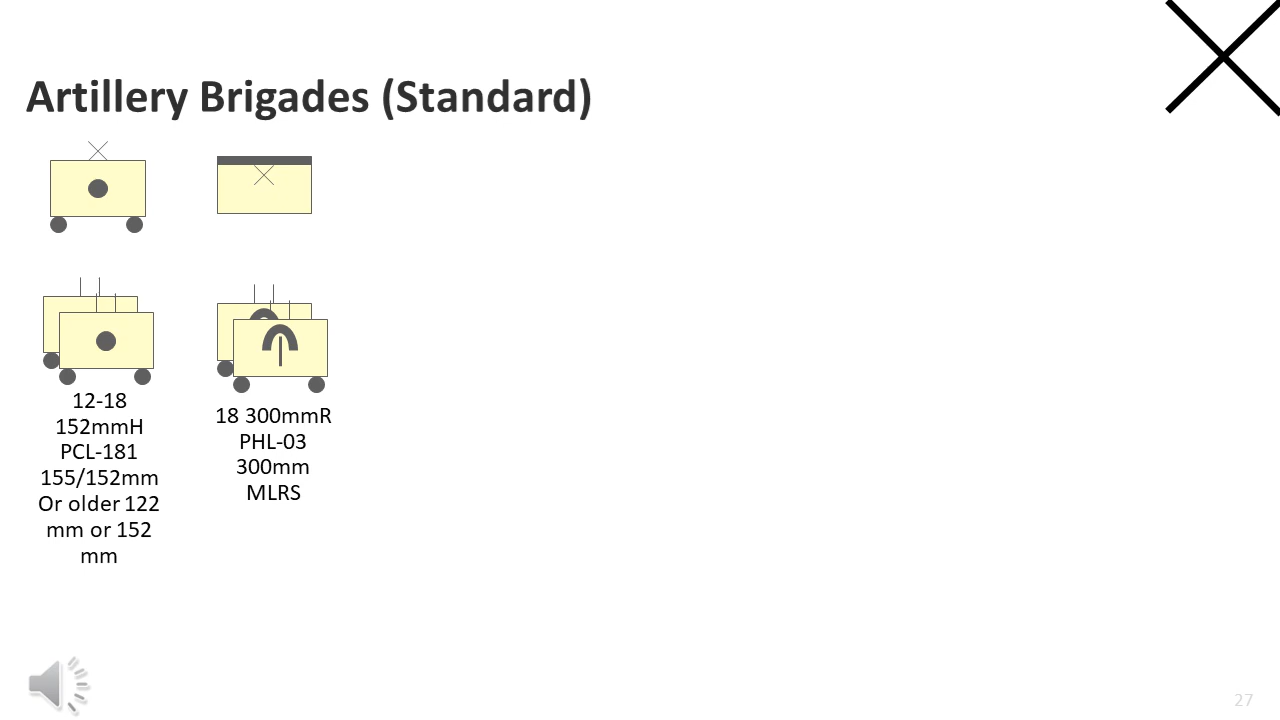 Artillery Brigades (Standard)
12-18
152mmH
PCL-181
155/152mm
Or older 122
mm or 152
mm
18 300mmR
PHL-03
300mm
MLRS
27